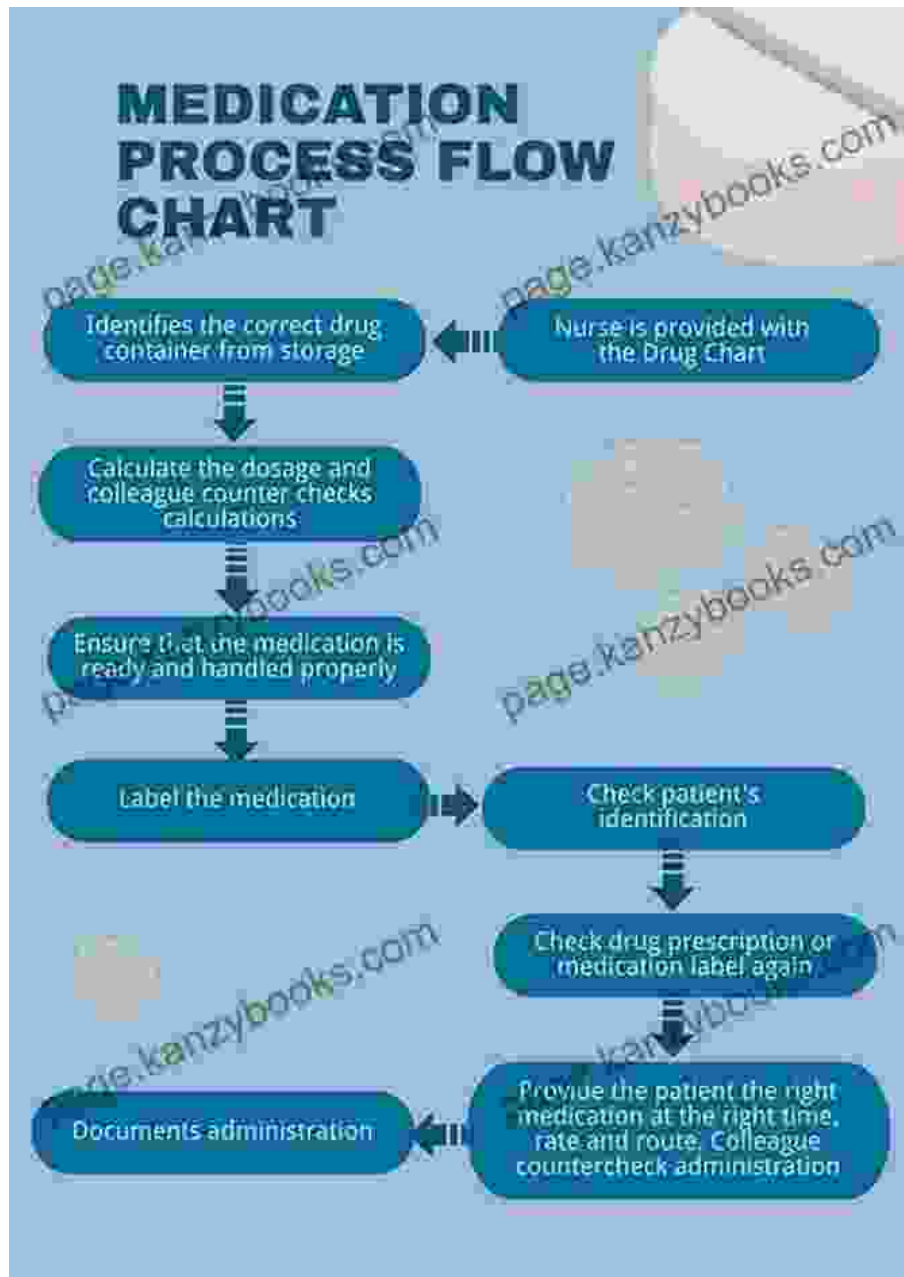 MEDICATION
PROCESS FLOW
CHART
page.kanzybooks.com
page.kanzybooks.com
Nurse is provided with
the Drug Chart
Identifies the correct drug
container from storage
Calculate the dosage and
colleague counter checks
calculations
Ensure that the medication is
ready and handled properly
page.kanzybooks.com
page.kanzybooks.com
Label the medication
Check patient's
identification
Check drug prescription or
medication label again
page.kanzybooks.com
page.kanzybooks.com
Provide the patient the right
medication at the right time,
rate and route. Colleague
countercheck administration
Documents administration